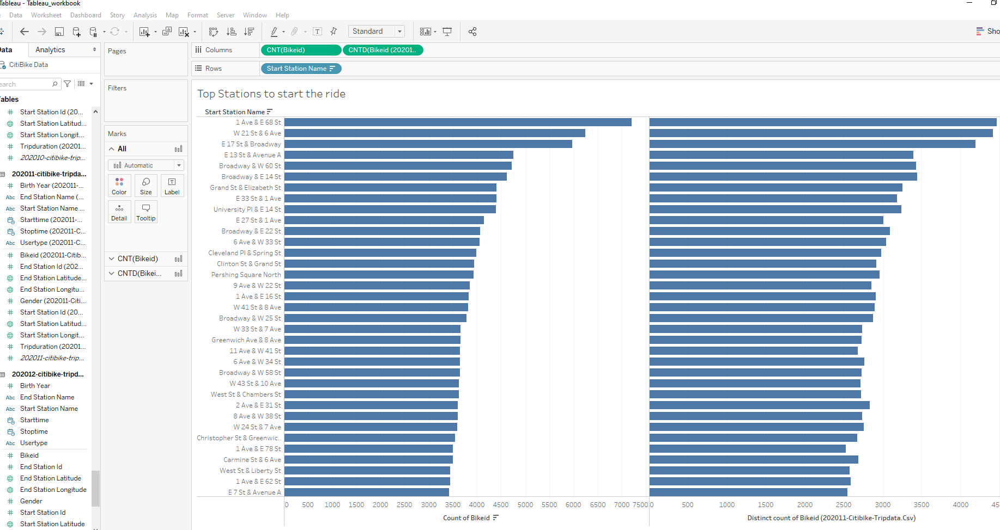 Tableau - Tableau_workbook
Data Worksheet Dashboard Story Analysis Map Format Server Window Help
Standard
Sho
Data
Analytics
CitiBike Data
earch
Tables
Start Station Id (20...
Start Station Latitud...
Start Station Longit...
Tripduration (20201...
202010-citibike-trip...
202011-citibike-tripda...
Birth Year (202011-...
Abc End Station Name (...
Abc Start Station Name ...
Starttime (202011-...
Stoptime (202011-C...
Abc Usertype (202011-C...
Bikeid (202011-Citib...
End Station Id (202...
End Station Latitude...
End Station Longitu...
Gender (202011-Citi...
Start Station Id (20...
Start Station Latitud...
Start Station Longit...
Tripduration (20201...
202011-citibike-trip...
202012-citibike-tripd...
Birth Year
Abc End Station Name
Abc Start Station Name
Starttime
Stoptime
Abc Usertype
Bikeid
End Station Id
End Station Latitude
End Station Longitude
Gender
Start Station Id
Start Station Latitude
Pages
Filters
Marks
All
Automatic
Color Size Label
Detail Tooltip
CNT(Bikeid)
CNTD(Bikei...
Columns CNT(Bikeid) CNTD(Bikeid (20201..
Rows Start Station Name
Top Stations to start the ride
Start Station Name
1 Ave & E 68 St
W 21 St & 6 Ave
E 17 St & Broadway
E 13 St & Avenue A
Broadway & W 60 St
Broadway & E 14 St
Grand St & Elizabeth St
E 33 St & 1 Ave
University Pl & E 14 St
E 27 St & 1 Ave
Broadway & E 22 St
6 Ave & W 33 St
Cleveland Pl & Spring St
Clinton St & Grand St
Pershing Square North
9 Ave & W 22 St
1 Ave & E 16 St
W 41 St & 8 Ave
Broadway & W 25 St
W 33 St & 7 Ave
Greenwich Ave & 8 Ave
11 Ave & W 41 St
6 Ave & W 34 St
Broadway & W 58 St
W 43 St & 10 Ave
West St & Chambers St
2 Ave & E 31 St
8 Ave & W 38 St
W 24 St & 7 Ave
Christopher St & Greenwic..
1 Ave & E 78 St
Carmine St & 6 Ave
West St & Liberty St
1 Ave & E 62 St
E 7 St & Avenue A
0 500 1000 1500 2000 2500 3000 3500 4000 4500 5000 5500 6000 6500 7000 7500
Count of Bikeid
0 500 1000 1500 2000 2500 3000 3500 4000 45
Distinct count of Bikeid (202011-Citibike-Tripdata.Csv)